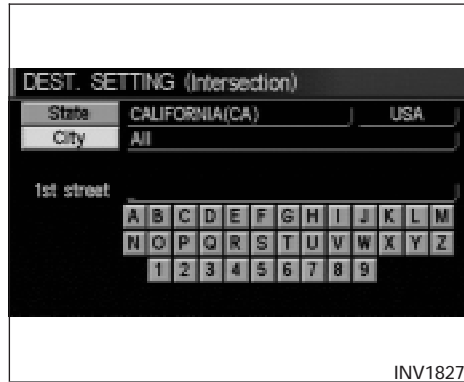 DEST. SETTING (Intersection)
State CALIFORNIA(CA) USA
City All
1st street
A B C D E F G H I J K L M
N O P Q R S T U V W X Y Z
1 2 3 4 5 6 7 8 9
INV1827